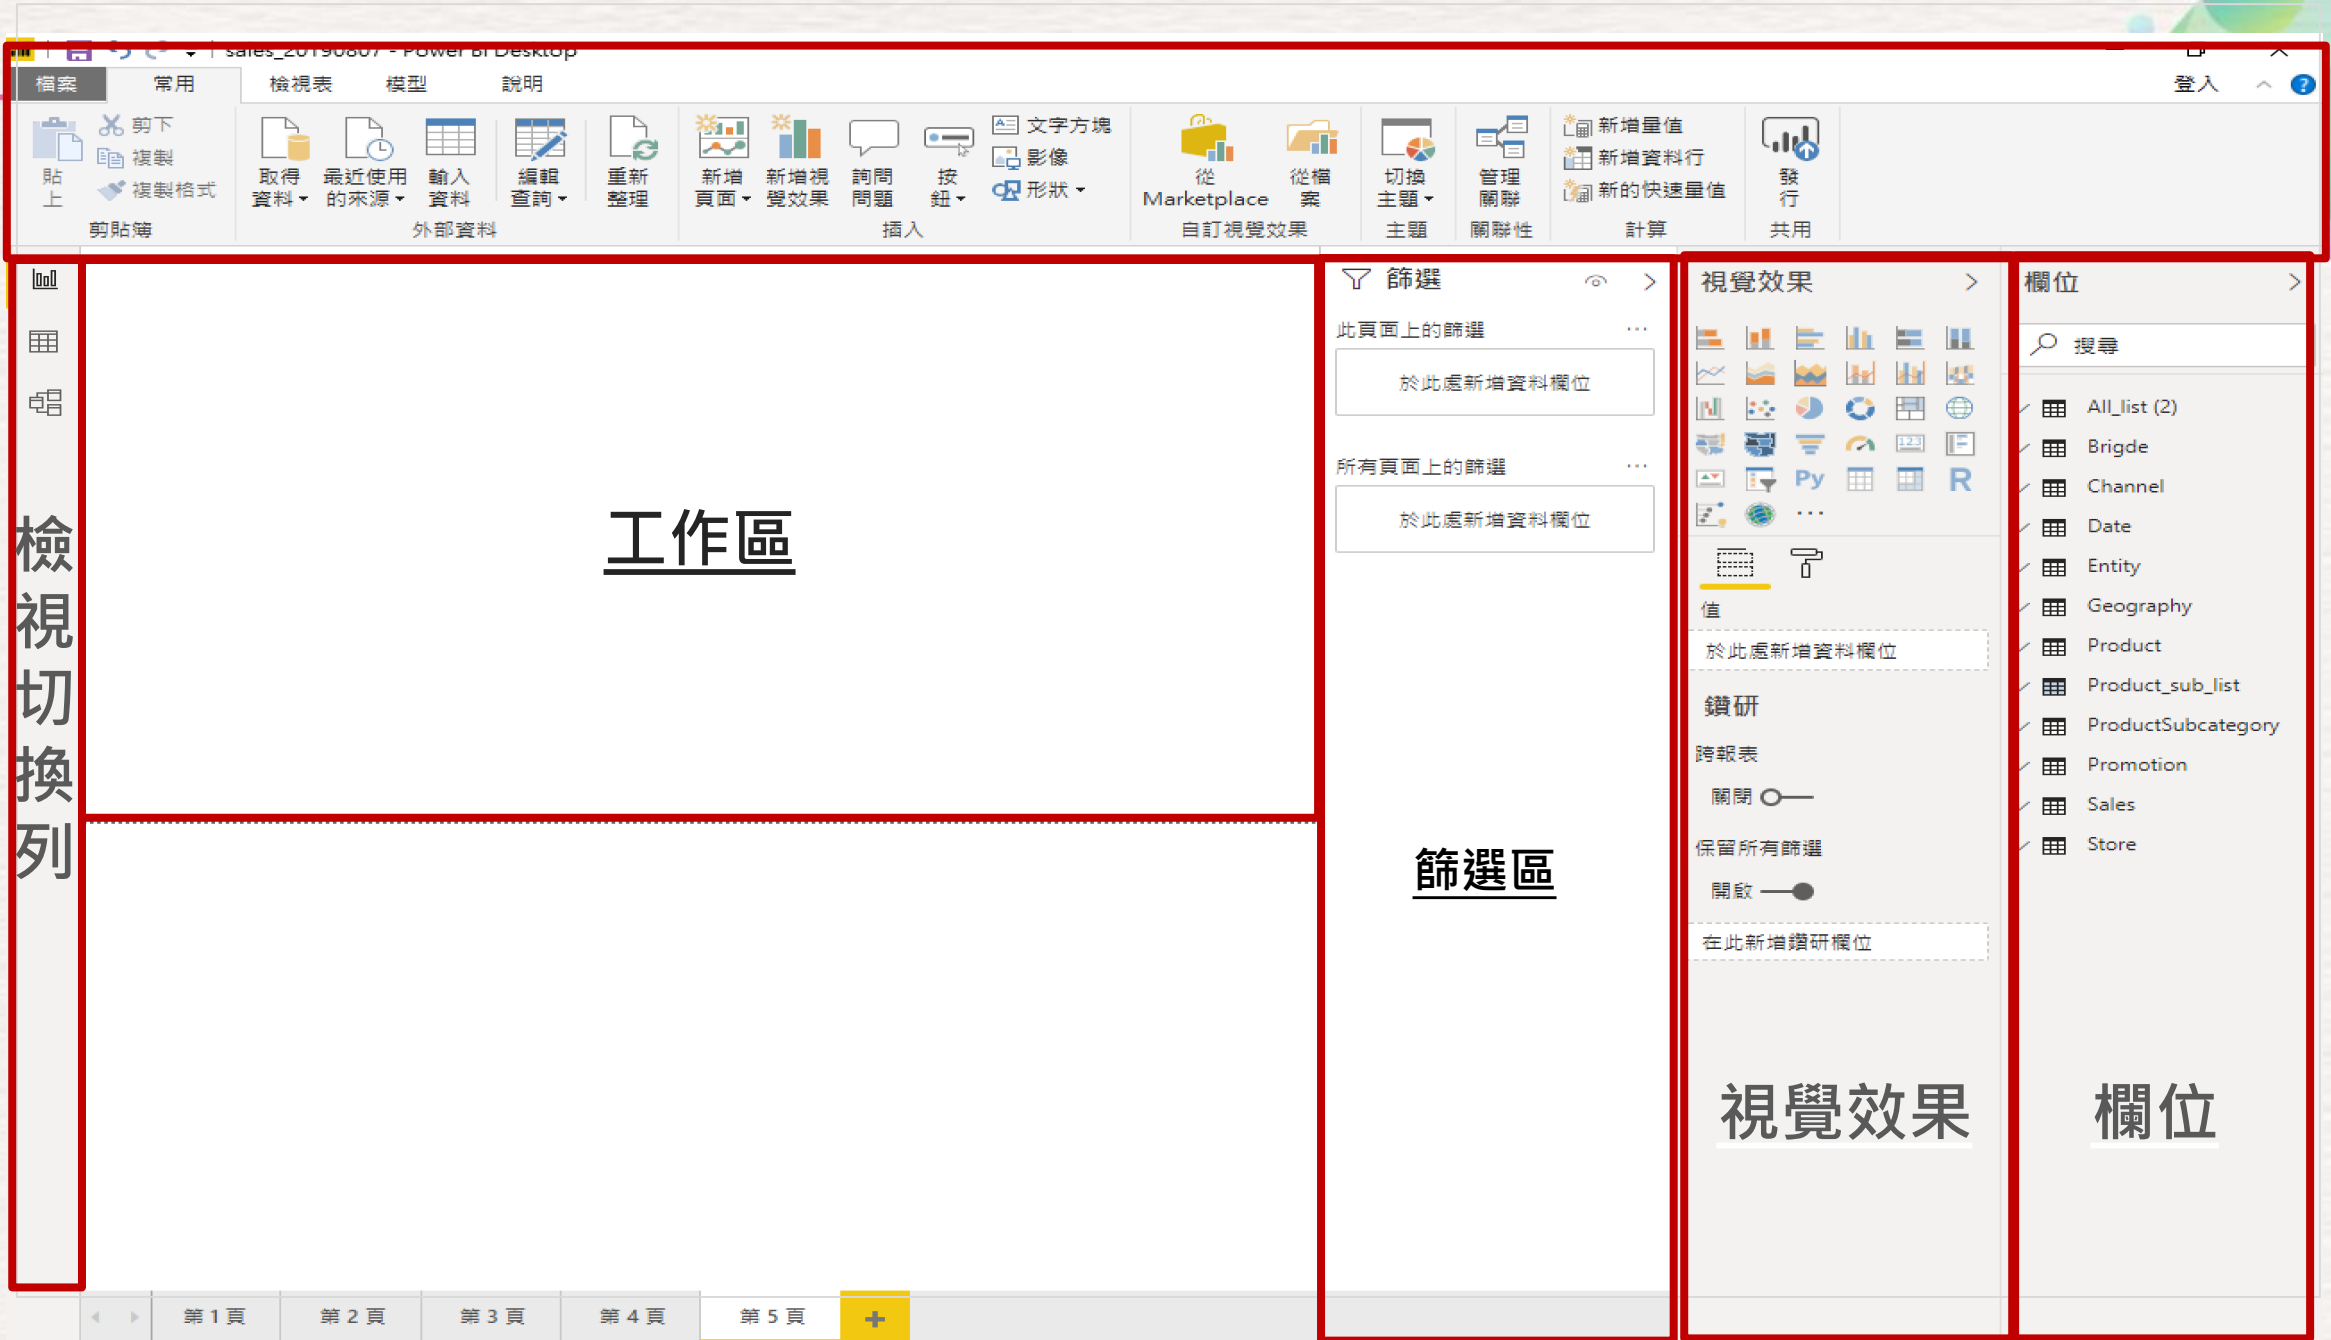 sales_20190807 - Power BI Desktop
檔案 常用 檢視表 模型 說明 登入
貼上
剪下
複製
複製格式
剪貼簿
取得資料
最近使用的來源
輸入資料
編輯查詢
重新整理
外部資料
新增頁面
新增視覺效果
詢問問題
按鈕
文字方塊
影像
形狀
插入
從 Marketplace
從檔案
自訂視覺效果
切換主題
主題
管理關聯
關聯性
新增量值
新增資料行
新的快速量值
計算
發行
共用
檢視切換列
工作區
篩選
此頁面上的篩選
於此處新增資料欄位
所有頁面上的篩選
於此處新增資料欄位
篩選區
視覺效果
123
Py
R
值
於此處新增資料欄位
鑽研
跨報表
關閉
保留所有篩選
開啟
在此新增鑽研欄位
視覺效果
欄位
搜尋
All_list (2)
Brigde
Channel
Date
Entity
Geography
Product
Product_sub_list
ProductSubcategory
Promotion
Sales
Store
欄位
第 1 頁 第 2 頁 第 3 頁 第 4 頁 第 5 頁